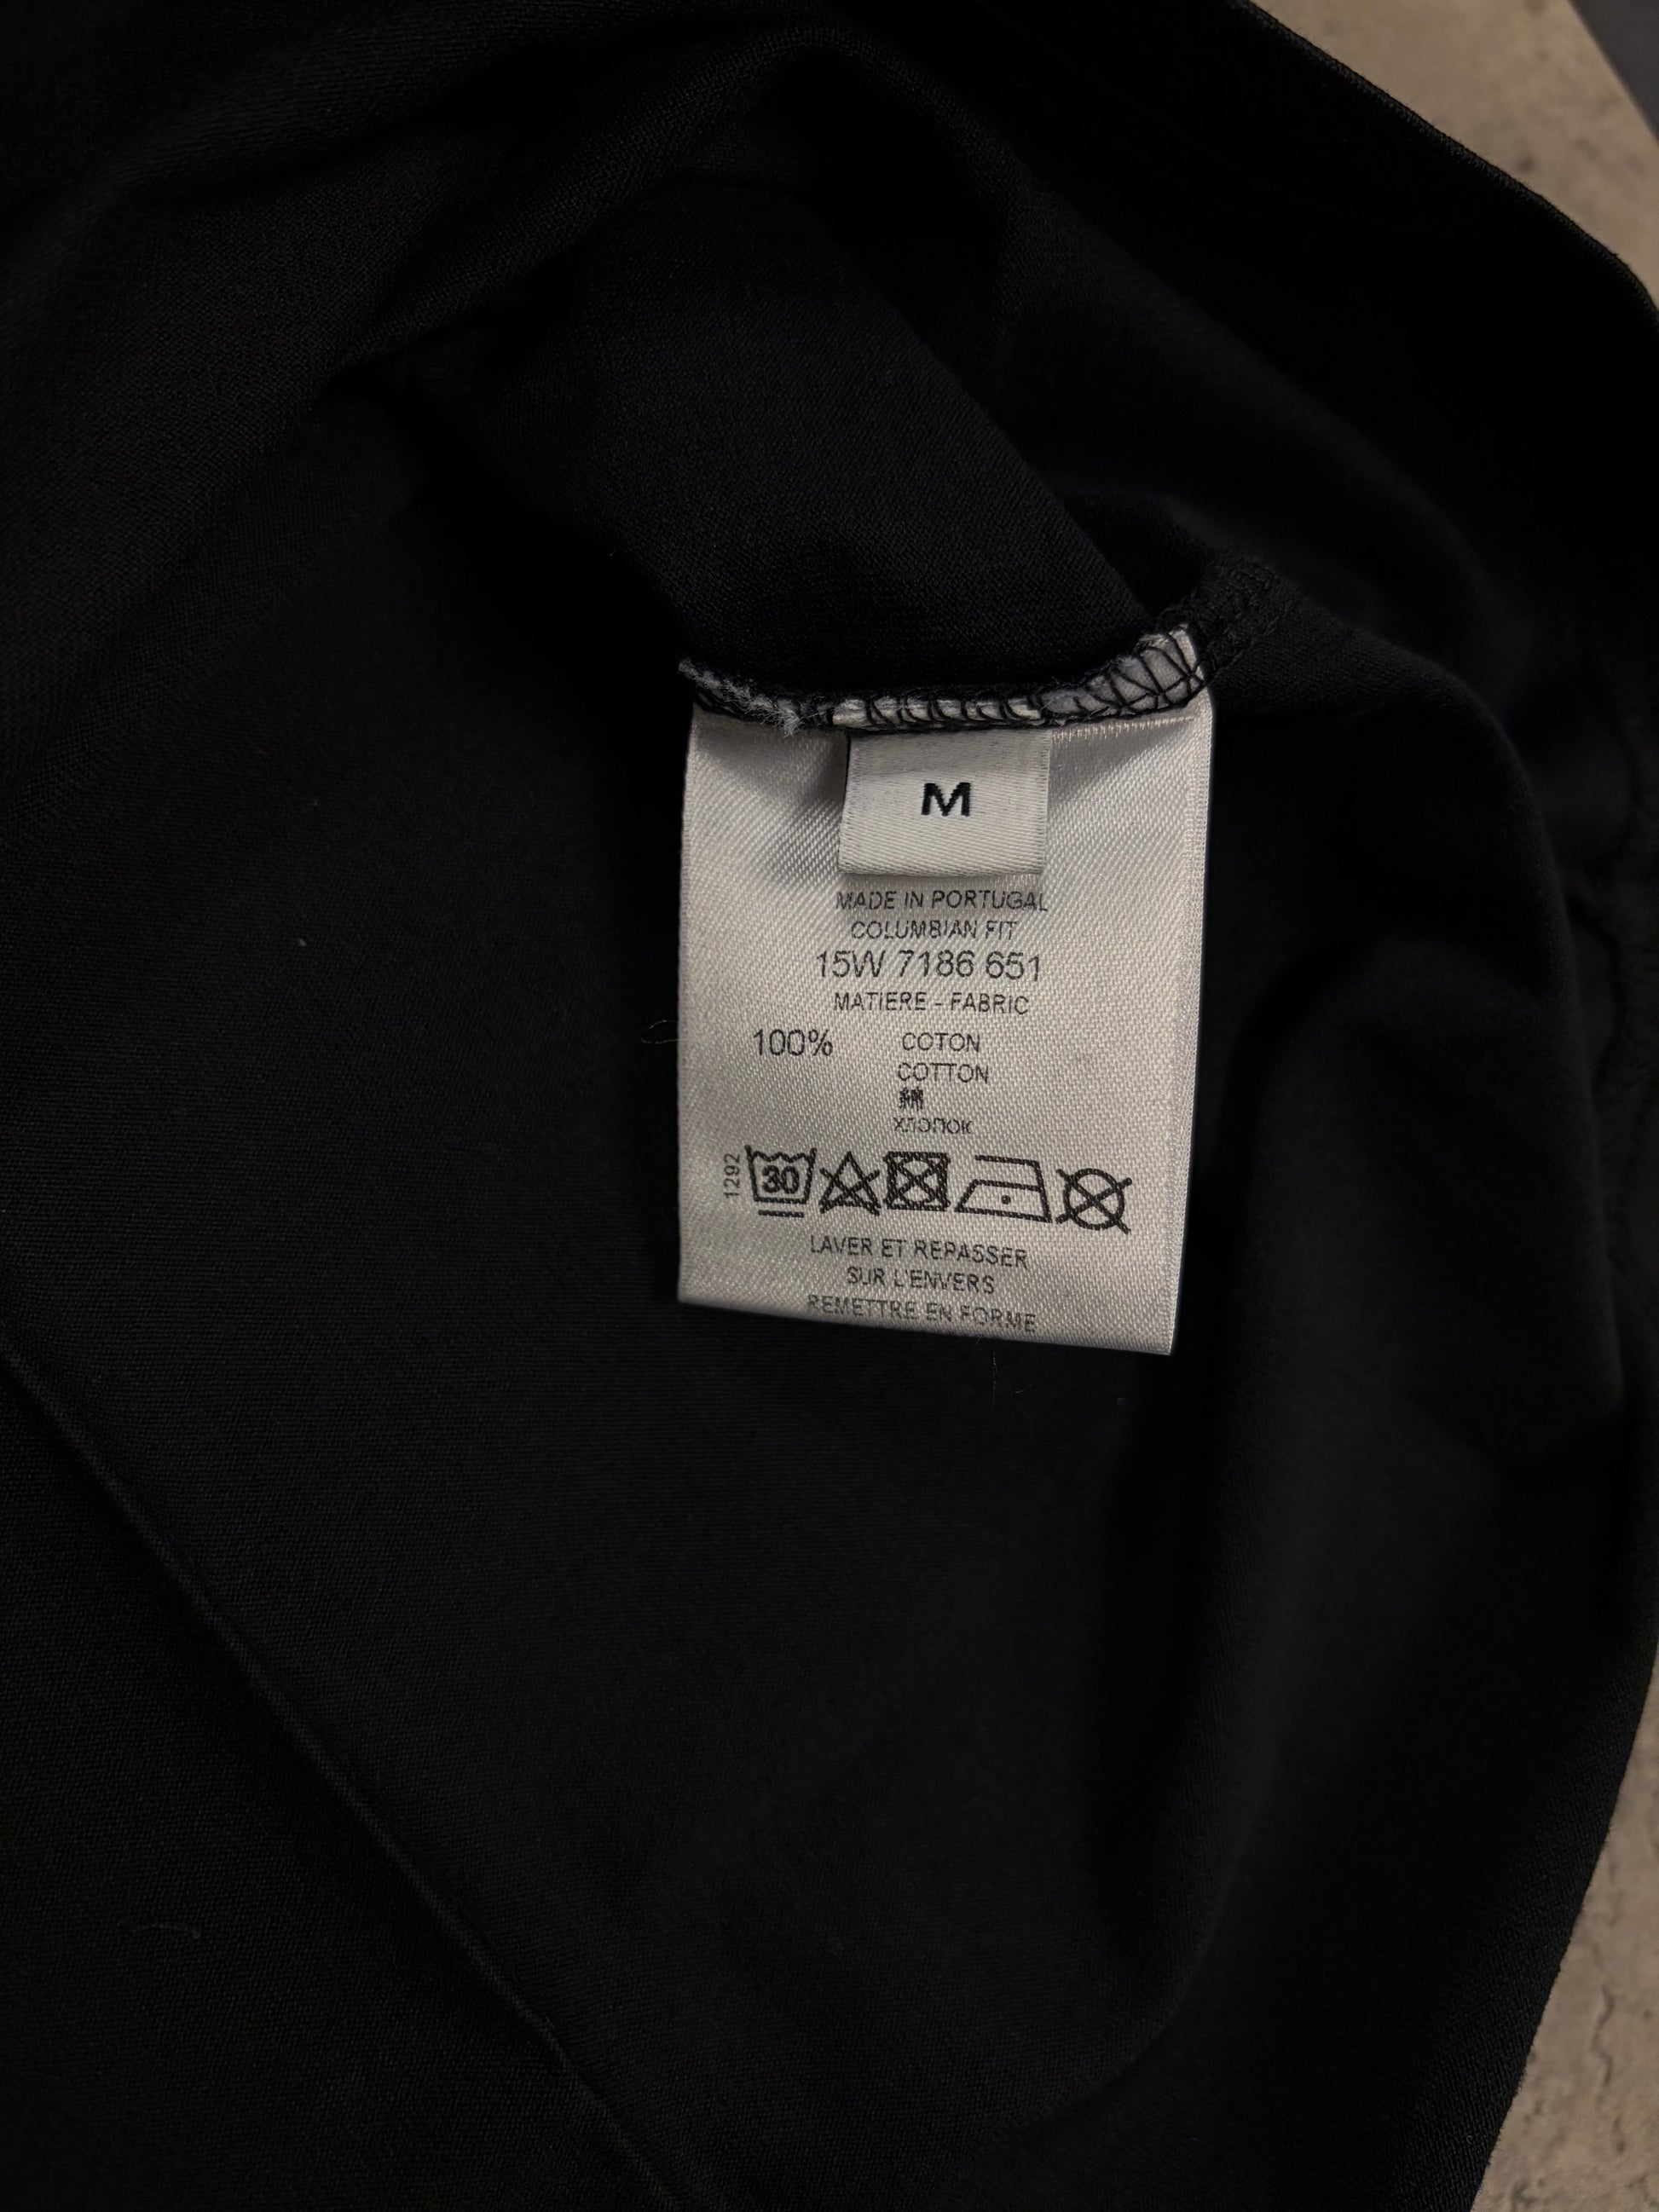 M
MADE IN PORTUGAL
COLUMBIAN FIT
15W 7186 651
MATIERE - FABRIC
100% COTON
COTTON
綿
ХЛОПОК
1292
30
LAVER ET REPASSER
SUR L'ENVERS
REMETTRE EN FORME